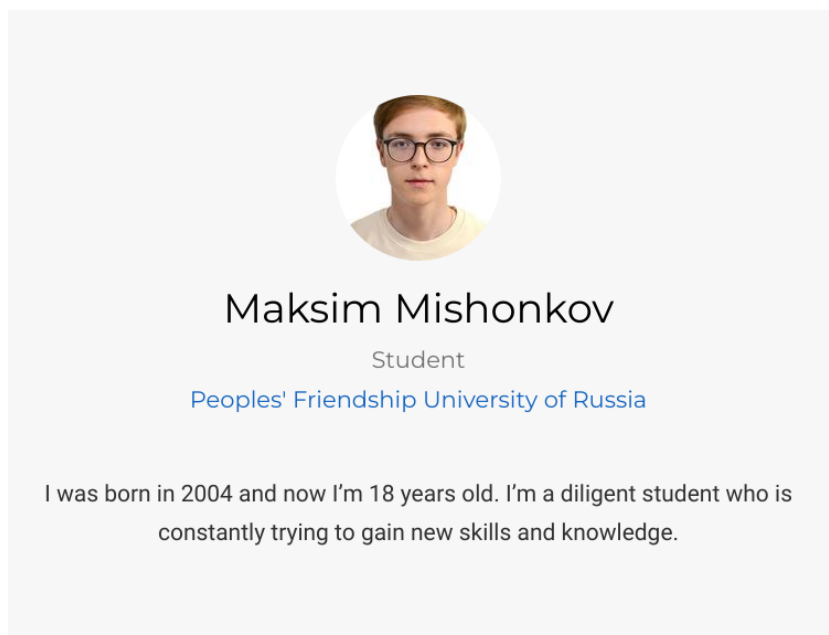 Maksim Mishonkov
Student
Peoples' Friendship University of Russia
I was born in 2004 and now I’m 18 years old. I’m a diligent student who is
constantly trying to gain new skills and knowledge.